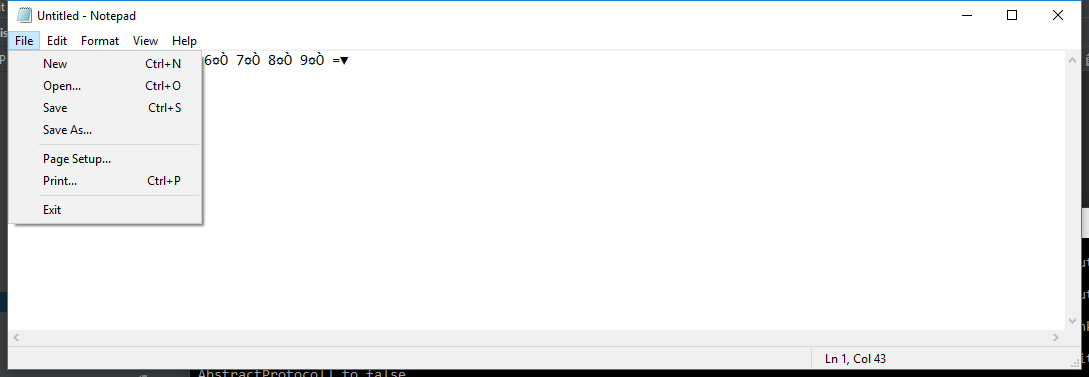 Untitled - Notepad
File Edit Format View Help
6¤Ò 7¤Ò 8¤Ò 9¤Ò =▼
New Ctrl+N
Open... Ctrl+O
Save Ctrl+S
Save As...
Page Setup...
Print... Ctrl+P
Exit
Ln 1, Col 43
AbstractProtocol] to false